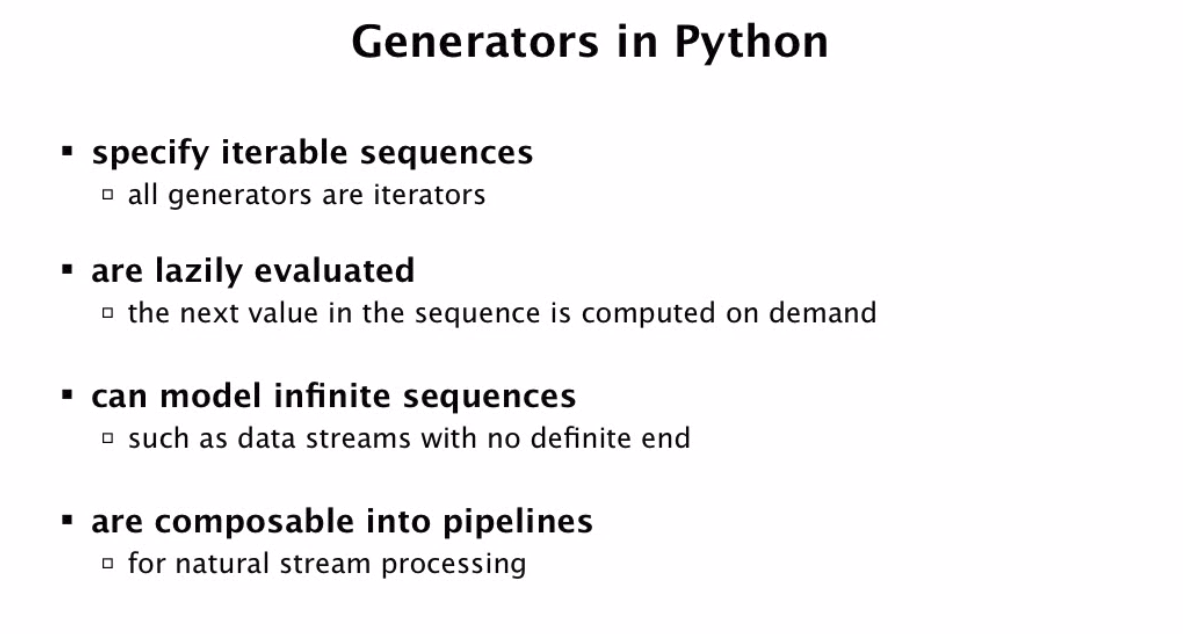 Generators in Python
▪ specify iterable sequences
▫ all generators are iterators
▪ are lazily evaluated
▫ the next value in the sequence is computed on demand
▪ can model infinite sequences
▫ such as data streams with no definite end
▪ are composable into pipelines
▫ for natural stream processing